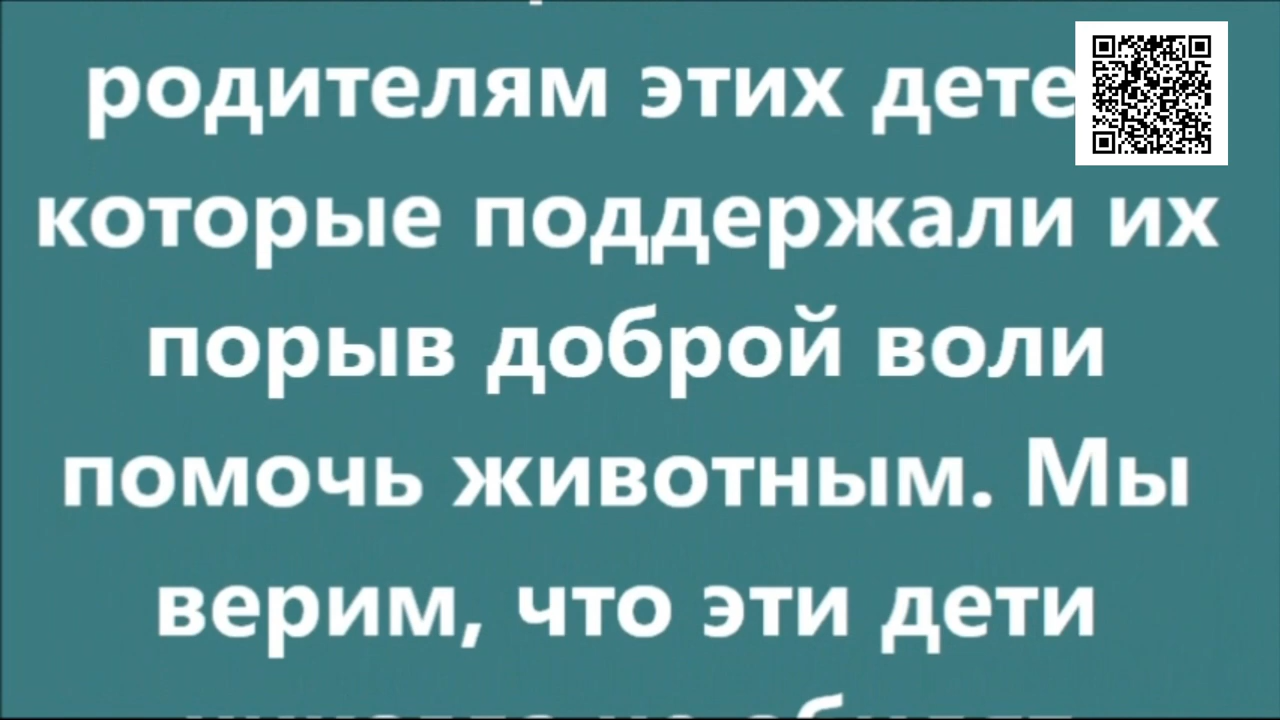 родителям этих дете
которые поддержали их
порыв доброй воли
помочь животным. Мы
верим, что эти дети